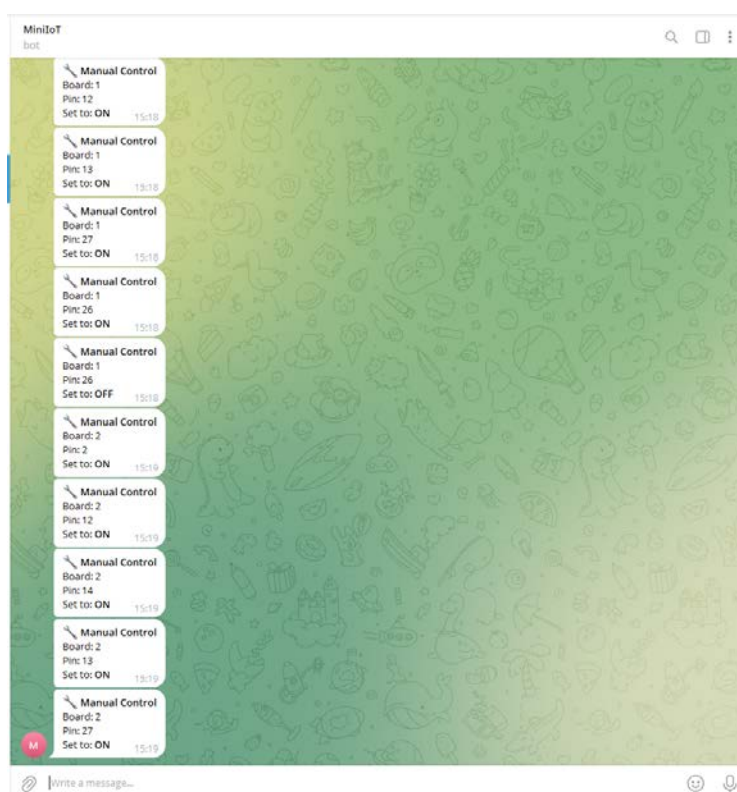 MiniIoT
bot
Manual Control
Board: 1
Pin: 12
Set to: ON 15:18
Manual Control
Board: 1
Pin: 13
Set to: ON 15:18
Manual Control
Board: 1
Pin: 27
Set to: ON 15:18
Manual Control
Board: 1
Pin: 26
Set to: ON 15:18
Manual Control
Board: 1
Pin: 26
Set to: OFF 15:18
Manual Control
Board: 2
Pin: 2
Set to: ON 15:19
Manual Control
Board: 2
Pin: 12
Set to: ON 15:19
Manual Control
Board: 2
Pin: 14
Set to: ON 15:19
Manual Control
Board: 2
Pin: 13
Set to: ON 15:19
Manual Control
Board: 2
Pin: 27
Set to: ON 15:19
M
Write a message...